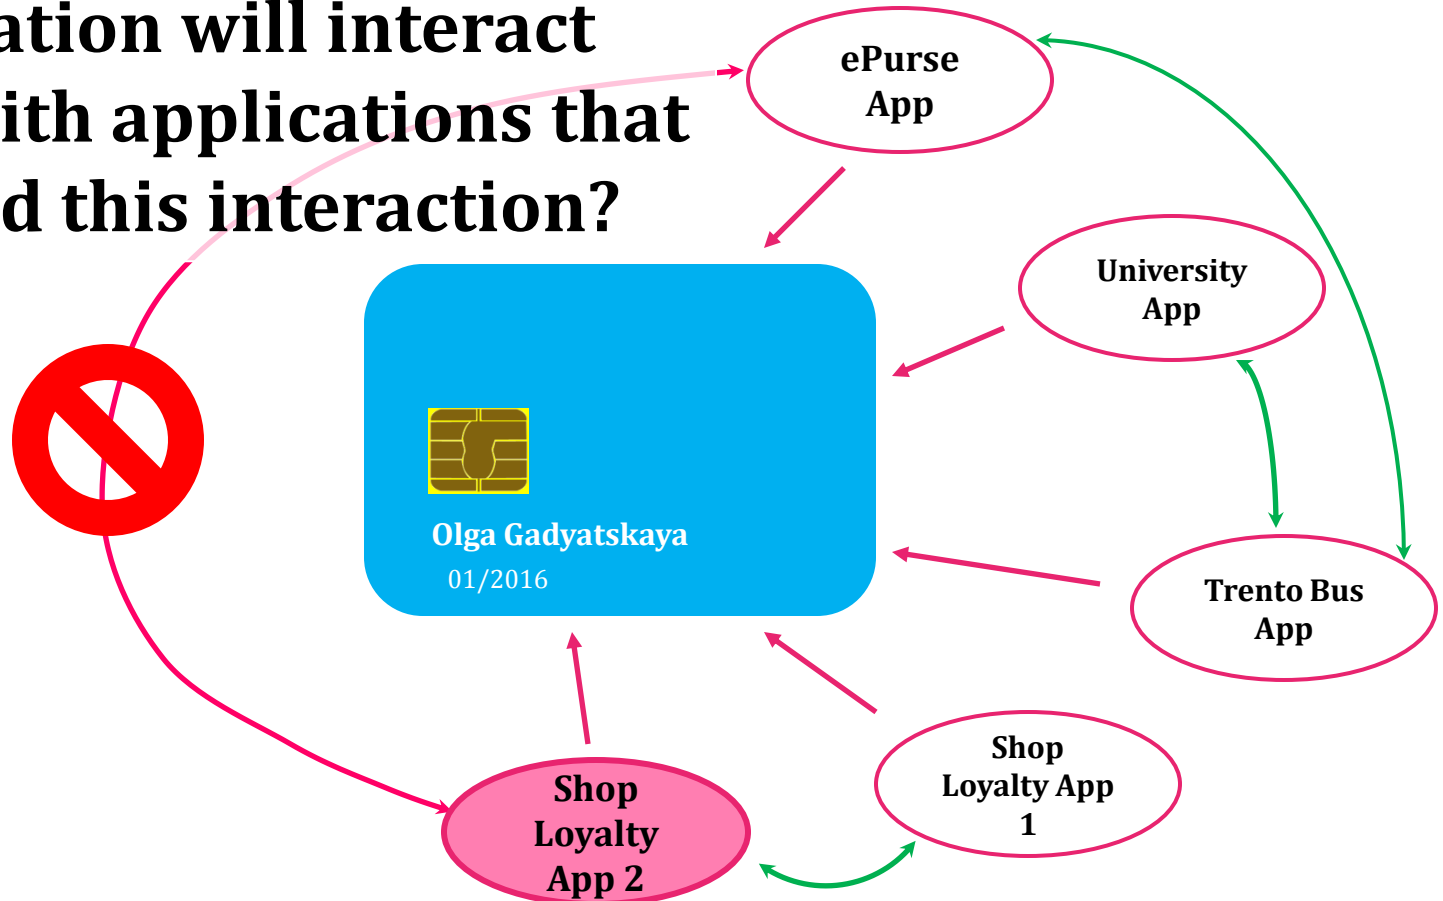 ation will interact
ith applications that
d this interaction?
ePurse
App
University
App
Olga Gadyatskaya
01/2016
Trento Bus
App
Shop
Loyalty App
1
Shop
Loyalty
App 2